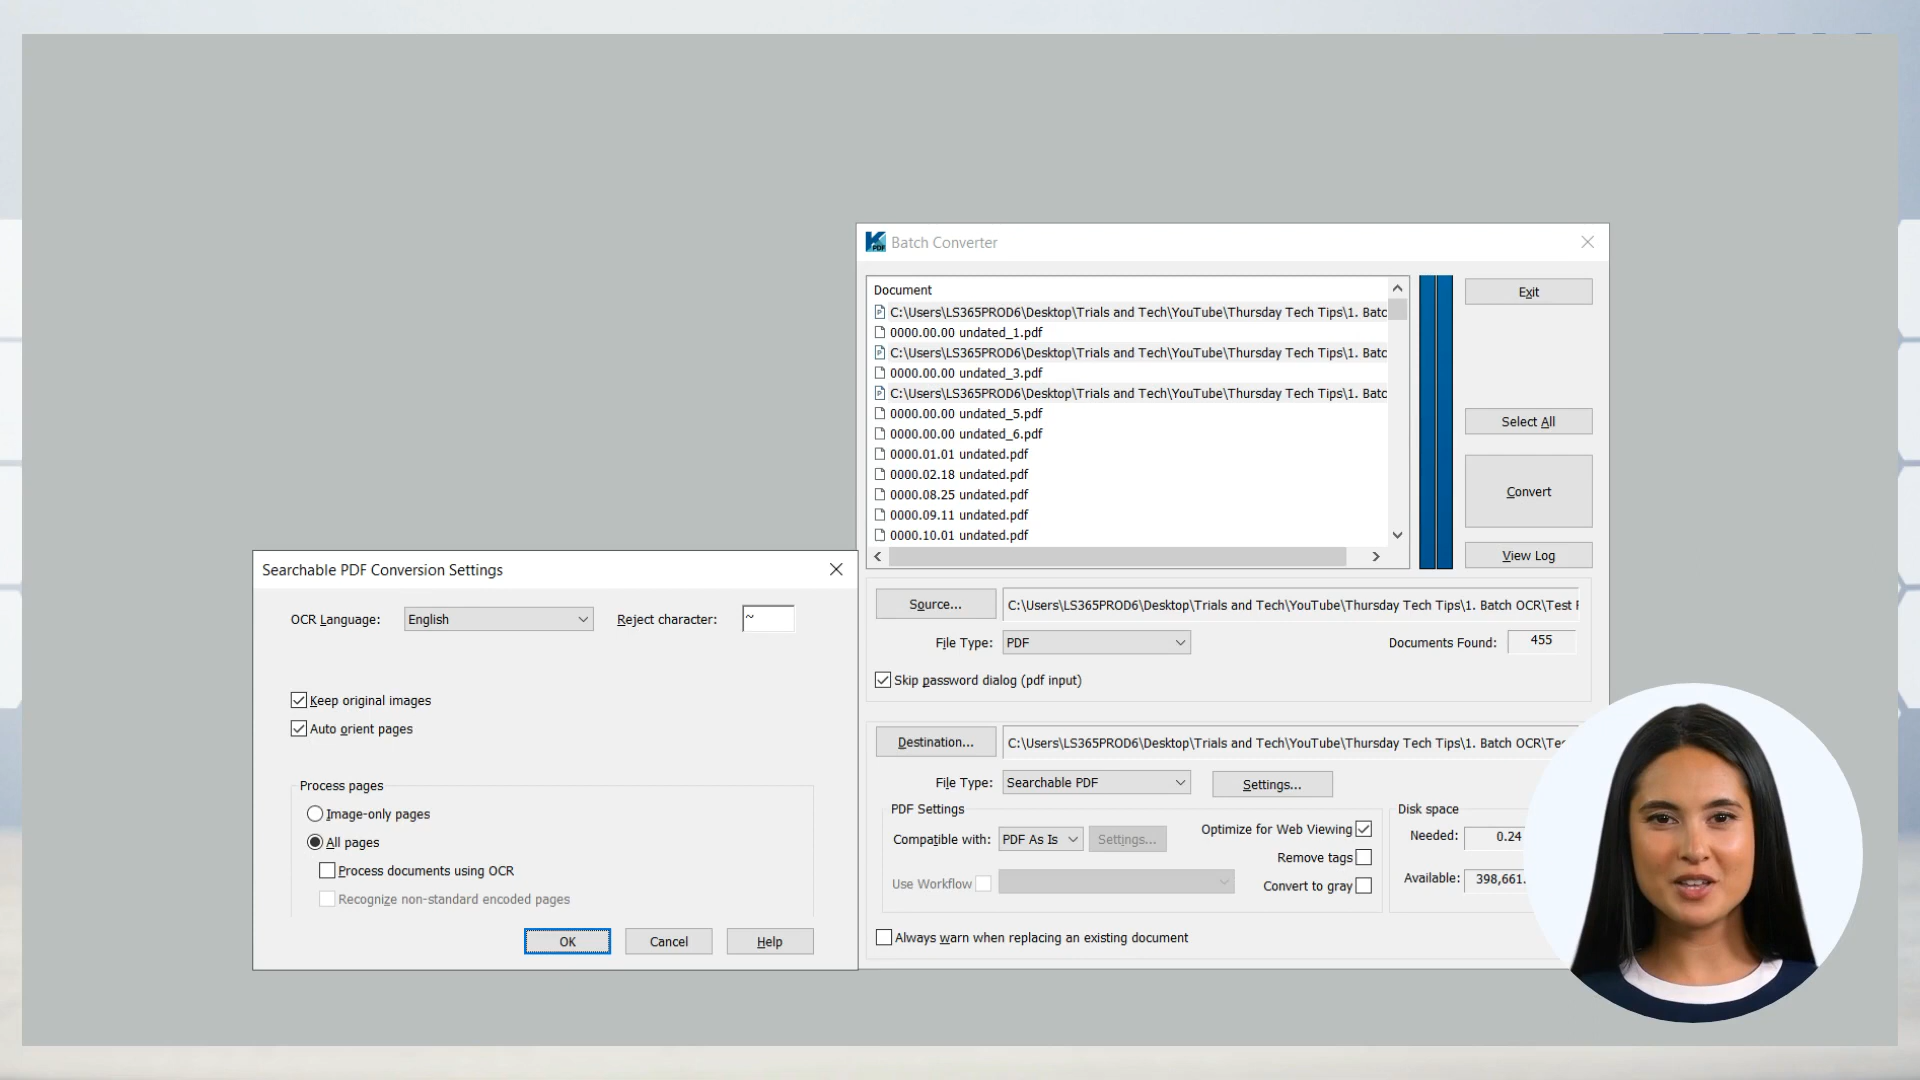 Batch Converter
Document
C:\Users\LS365PROD6\Desktop\Trials and Tech\YouTube\Thursday Tech Tips\1. Batc
0000.00.00 undated_1.pdf
C:\Users\LS365PROD6\Desktop\Trials and Tech\YouTube\Thursday Tech Tips\1. Batc
0000.00.00 undated_3.pdf
C:\Users\LS365PROD6\Desktop\Trials and Tech\YouTube\Thursday Tech Tips\1. Batc
0000.00.00 undated_5.pdf
0000.00.00 undated_6.pdf
0000.01.01 undated.pdf
0000.02.18 undated.pdf
0000.08.25 undated.pdf
0000.09.11 undated.pdf
0000.10.01 undated.pdf
Exit
Select All
Convert
View Log
Source... C:\Users\LS365PROD6\Desktop\Trials and Tech\YouTube\Thursday Tech Tips\1. Batch OCR\Test
File Type: PDF Documents Found: 455
Skip password dialog (pdf input)
Destination... C:\Users\LS365PROD6\Desktop\Trials and Tech\YouTube\Thursday Tech Tips\1. Batch OCR\Tes
File Type: Searchable PDF Settings...
PDF Settings
Compatible with: PDF As Is Settings...
Use Workflow
Optimize for Web Viewing
Remove tags
Convert to gray
Disk space
Needed: 0.24
Available: 398,661.
Always warn when replacing an existing document
Searchable PDF Conversion Settings
OCR Language: English Reject character: ~
Keep original images
Auto orient pages
Process pages
Image-only pages
All pages
Process documents using OCR
Recognize non-standard encoded pages
OK Cancel Help